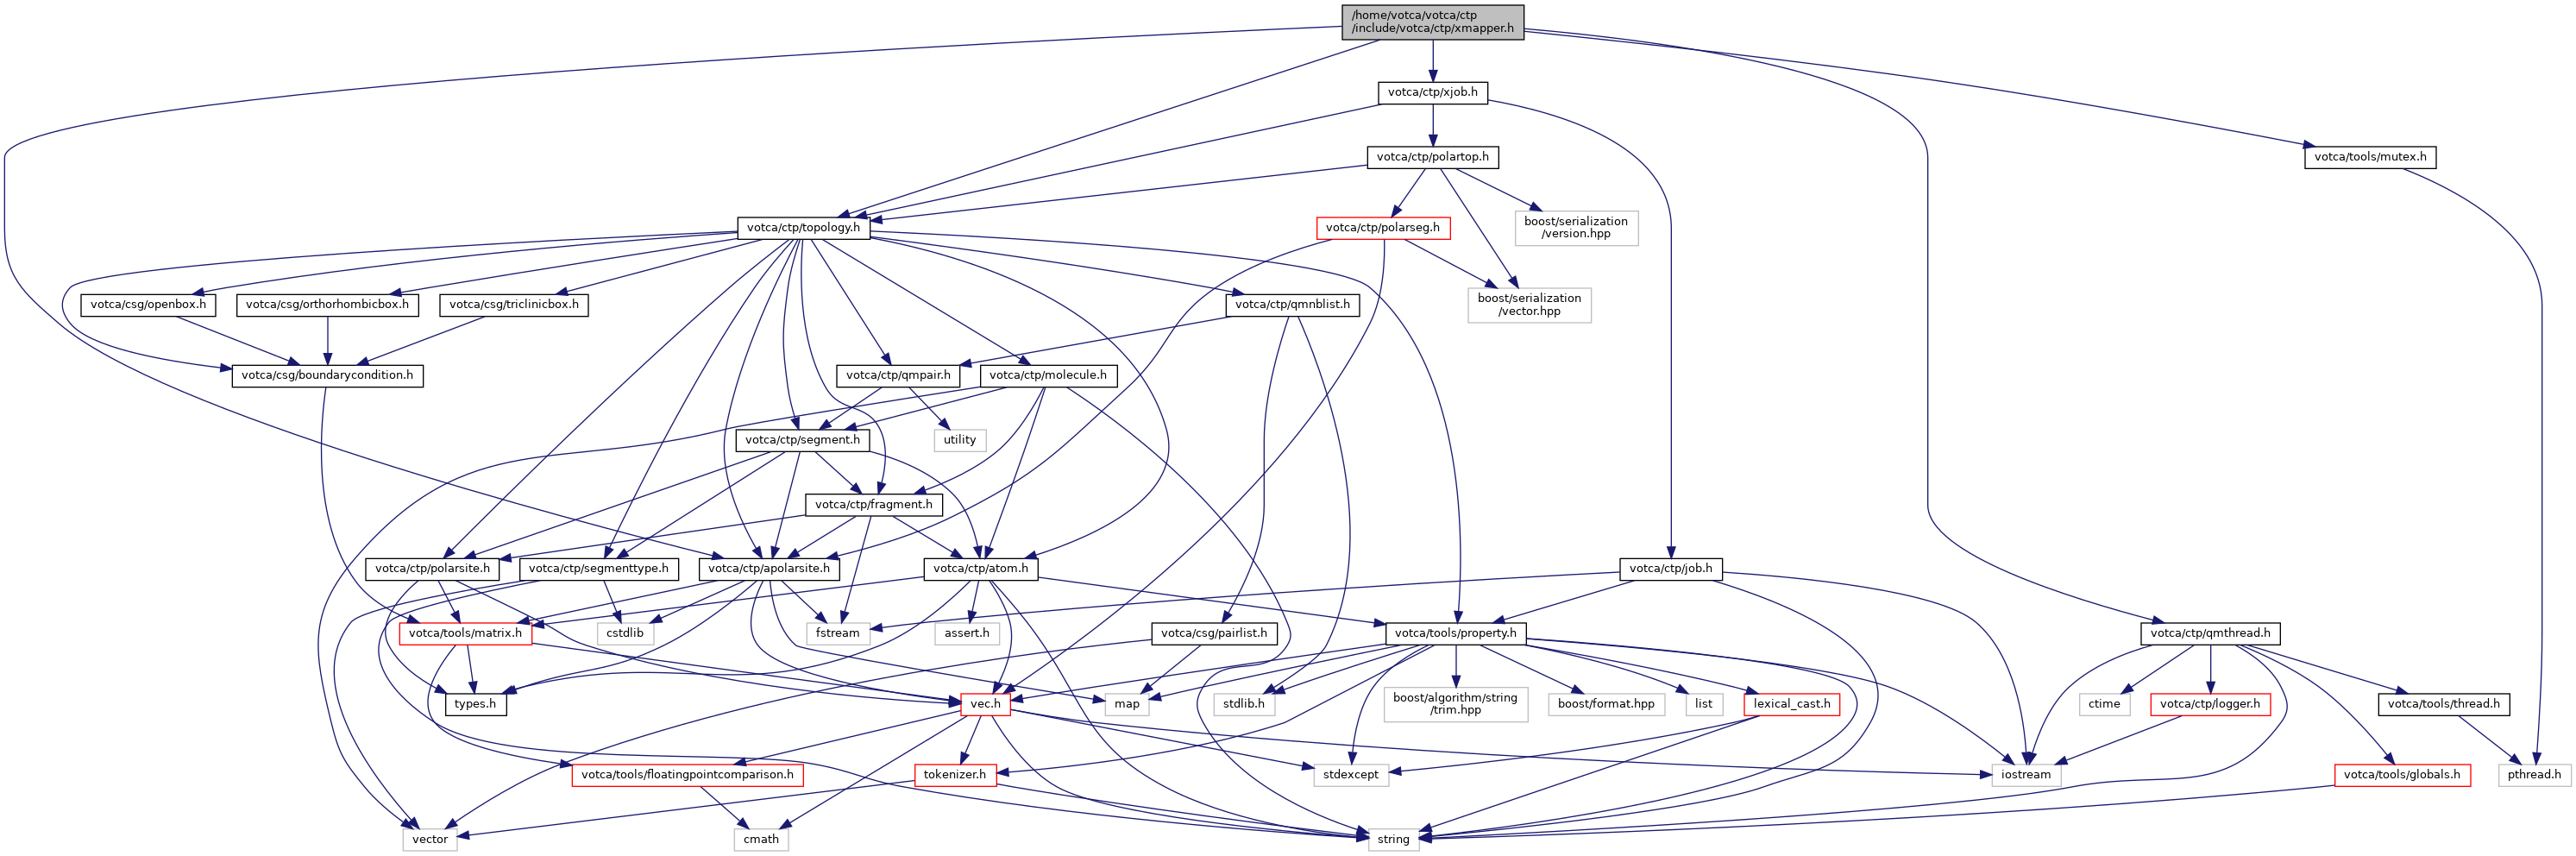 /home/votca/votca/ctp
/include/votca/ctp/xmapper.h
votca/ctp/xjob.h
votca/ctp/polartop.h
votca/tools/mutex.h
votca/ctp/topology.h
votca/ctp/polarseg.h
boost/serialization
/version.hpp
votca/csg/openbox.h
votca/csg/orthorhombicbox.h
votca/csg/triclinicbox.h
votca/ctp/qmnblist.h
boost/serialization
/vector.hpp
votca/csg/boundarycondition.h
votca/ctp/qmpair.h
votca/ctp/molecule.h
votca/ctp/segment.h
utility
votca/ctp/fragment.h
votca/ctp/polarsite.h
votca/ctp/segmenttype.h
votca/ctp/apolarsite.h
votca/ctp/atom.h
votca/ctp/job.h
votca/tools/matrix.h
cstdlib
fstream
assert.h
votca/csg/pairlist.h
votca/tools/property.h
votca/ctp/qmthread.h
types.h
vec.h
map
stdlib.h
boost/algorithm/string
/trim.hpp
boost/format.hpp
list
lexical_cast.h
ctime
votca/ctp/logger.h
votca/tools/thread.h
votca/tools/floatingpointcomparison.h
tokenizer.h
stdexcept
iostream
votca/tools/globals.h
pthread.h
vector
cmath
string